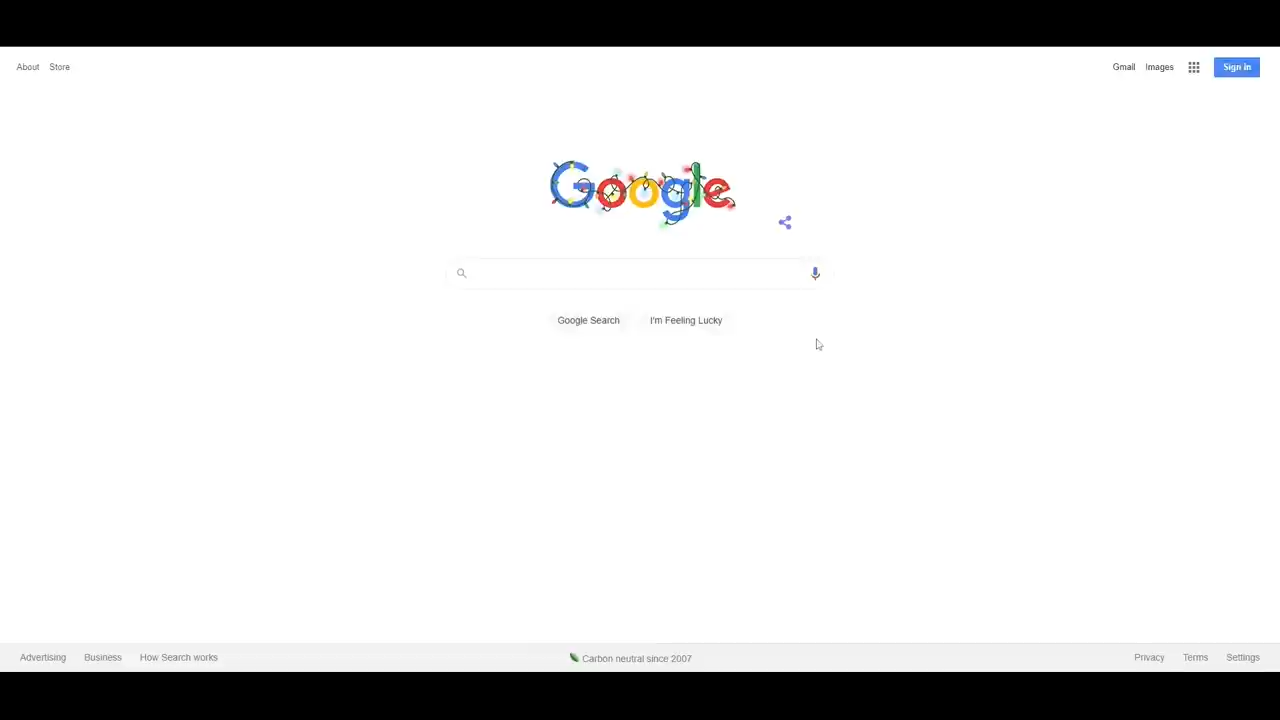 About Store
Gmail Images Sign in
Google
Google Search I'm Feeling Lucky
Advertising Business How Search works
Carbon neutral since 2007
Privacy Terms Settings